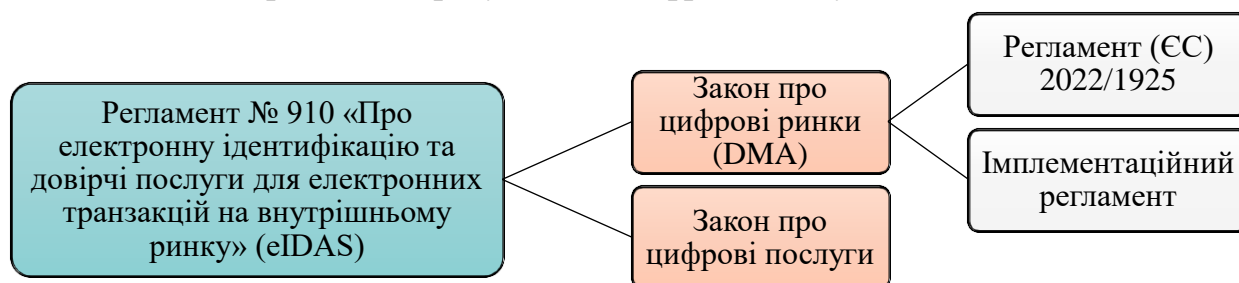 Регламент № 910 «Про
електронну ідентифікацію та
довірчі послуги для електронних
транзакцій на внутрішньому
ринку» (eIDAS)
Закон про
цифрові ринки
(DMA)
Закон про
цифрові послуги
Регламент (ЄС)
2022/1925
Імплементаційний
регламент